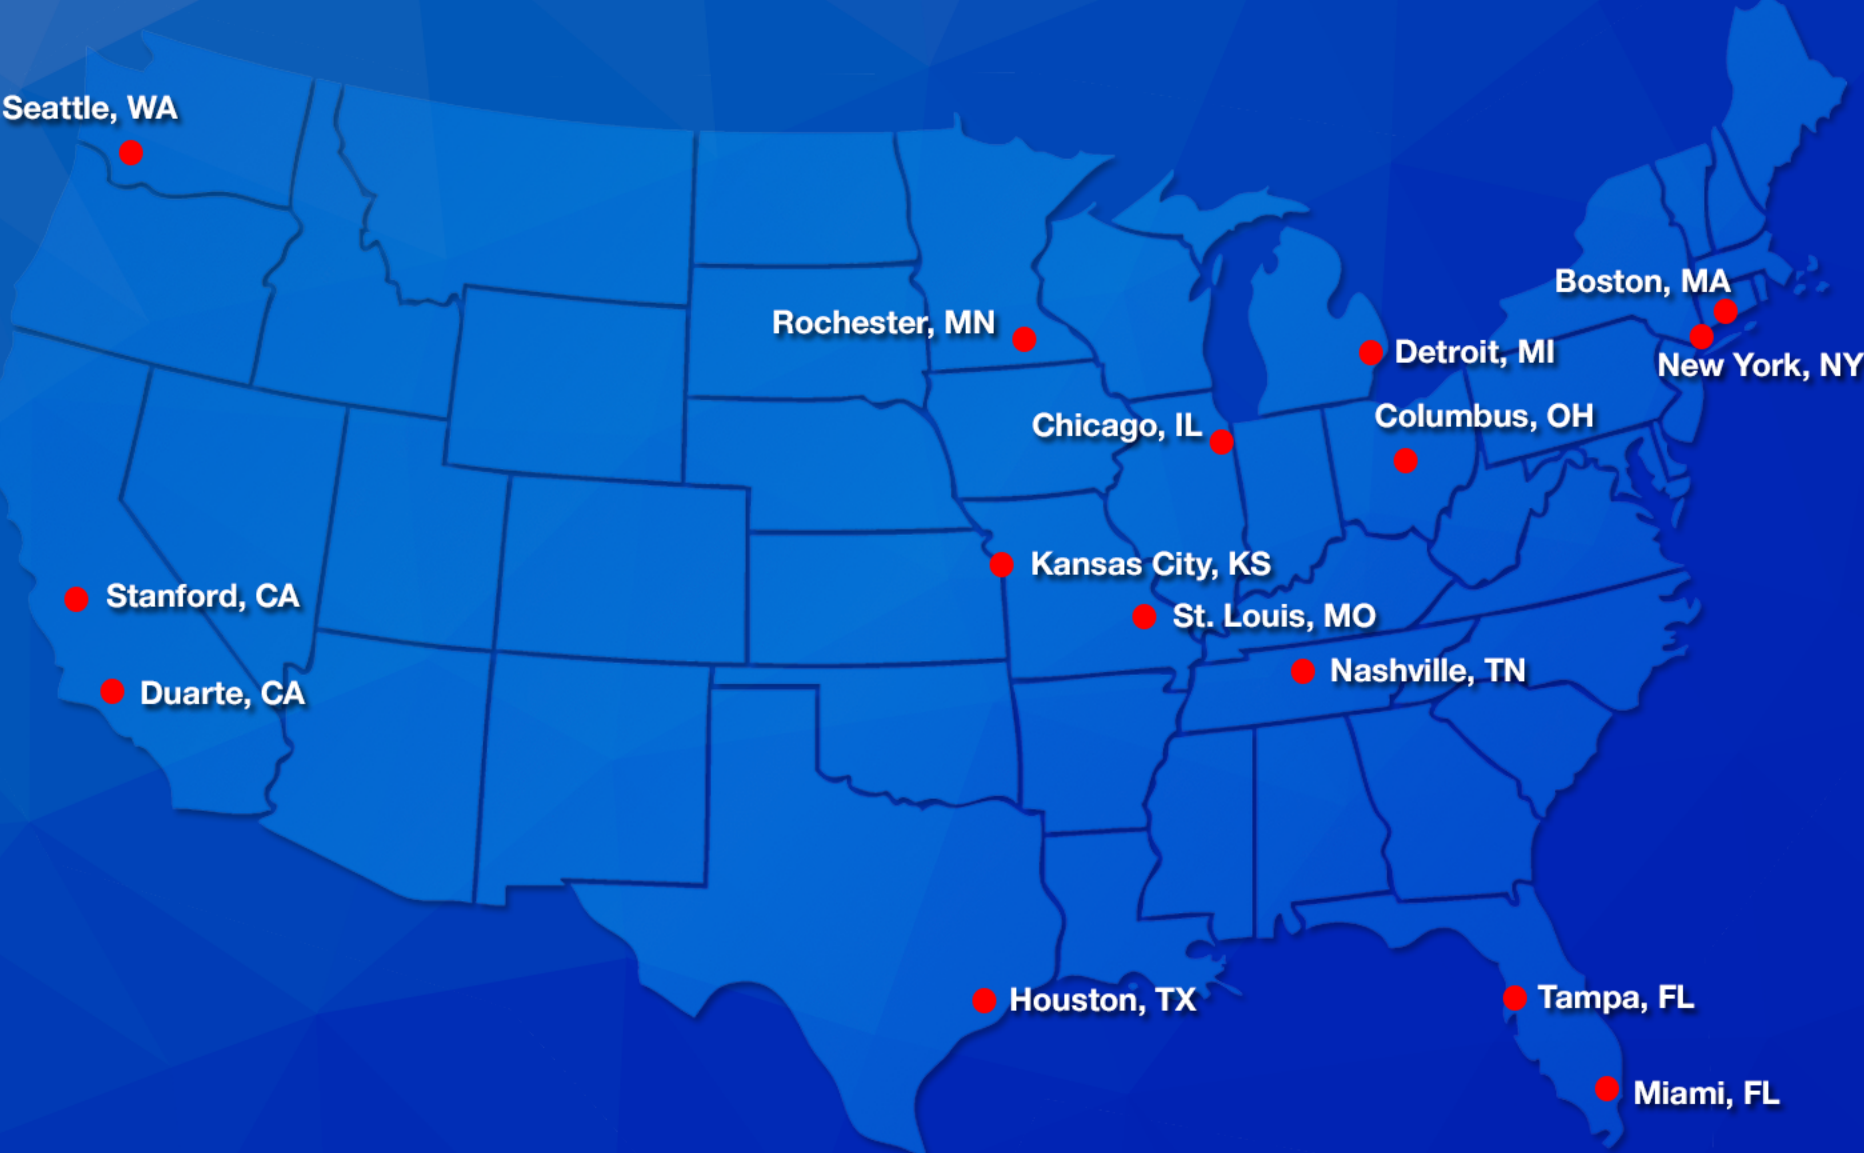 Seattle, WA
Boston, MA
Rochester, MN
Detroit, MI
New York, NY
Columbus, OH
Chicago, IL
Kansas City, KS
Stanford, CA
St. Louis, MO
Nashville, TN
Duarte, CA
Tampa, FL
Houston, TX
Miami, FL